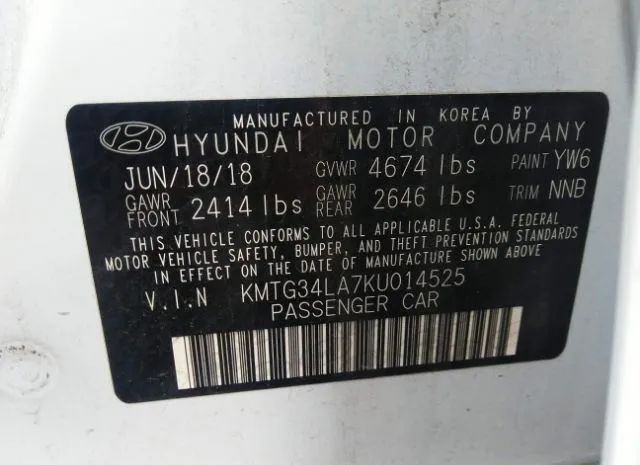 MANUFACTURED IN KOREA BY
HYUNDAI MOTOR COMPANY
JUN/18/18 GVWR 4674 lbs PAINT YW6
GAWR FRONT 2414 lbs GAWR REAR 2646 lbs TRIM NNB
THIS VEHICLE CONFORMS TO ALL APPLICABLE U.S.A. FEDERAL
MOTOR VEHICLE SAFETY, BUMPER, AND THEFT PREVENTION STANDARDS
IN EFFECT ON THE DATE OF MANUFACTURE SHOWN ABOVE
V.I.N KMTG34LA7KU014525
PASSENGER CAR